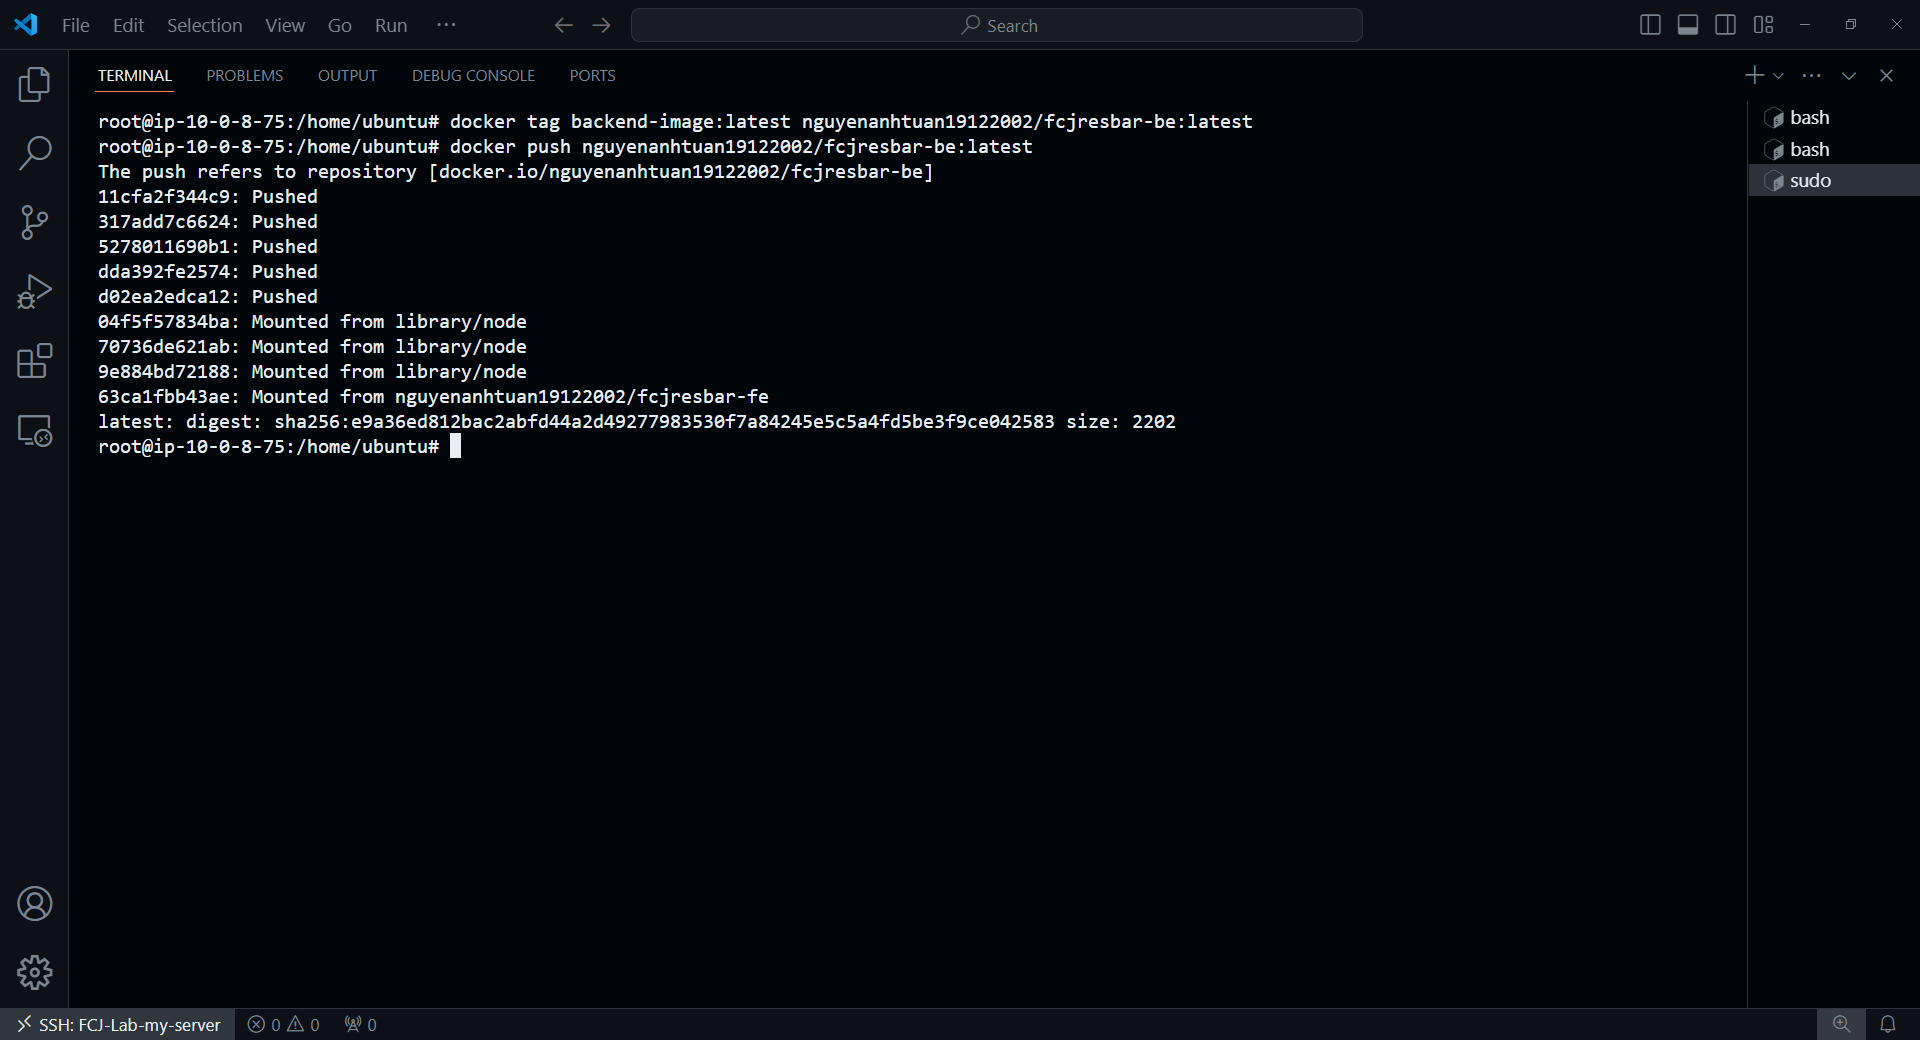 File Edit Selection View Go Run ···
Search
TERMINAL PROBLEMS OUTPUT DEBUG CONSOLE PORTS
root@ip-10-0-8-75:/home/ubuntu# docker tag backend-image:latest nguyenanhtuan19122002/fcjresbar-be:latest
root@ip-10-0-8-75:/home/ubuntu# docker push nguyenanhtuan19122002/fcjresbar-be:latest
The push refers to repository [docker.io/nguyenanhtuan19122002/fcjresbar-be]
11cfa2f344c9: Pushed
317add7c6624: Pushed
5278011690b1: Pushed
dda392fe2574: Pushed
d02ea2edca12: Pushed
04f5f57834ba: Mounted from library/node
70736de621ab: Mounted from library/node
9e884bd72188: Mounted from library/node
63ca1fbb43ae: Mounted from nguyenanhtuan19122002/fcjresbar-fe
latest: digest: sha256:e9a36ed812bac2abfd44a2d49277983530f7a84245e5c5a4fd5be3f9ce042583 size: 2202
root@ip-10-0-8-75:/home/ubuntu#
bash
bash
sudo
SSH: FCJ-Lab-my-server 0 0 0